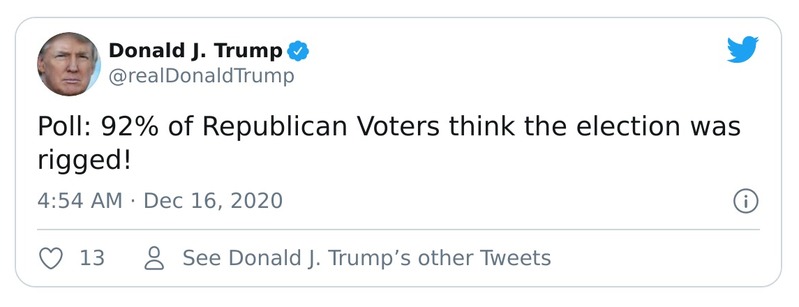 Donald J. Trump
@realDonaldTrump
Poll: 92% of Republican Voters think the election was
rigged!
4:54 AM · Dec 16, 2020
13
See Donald J. Trump’s other Tweets